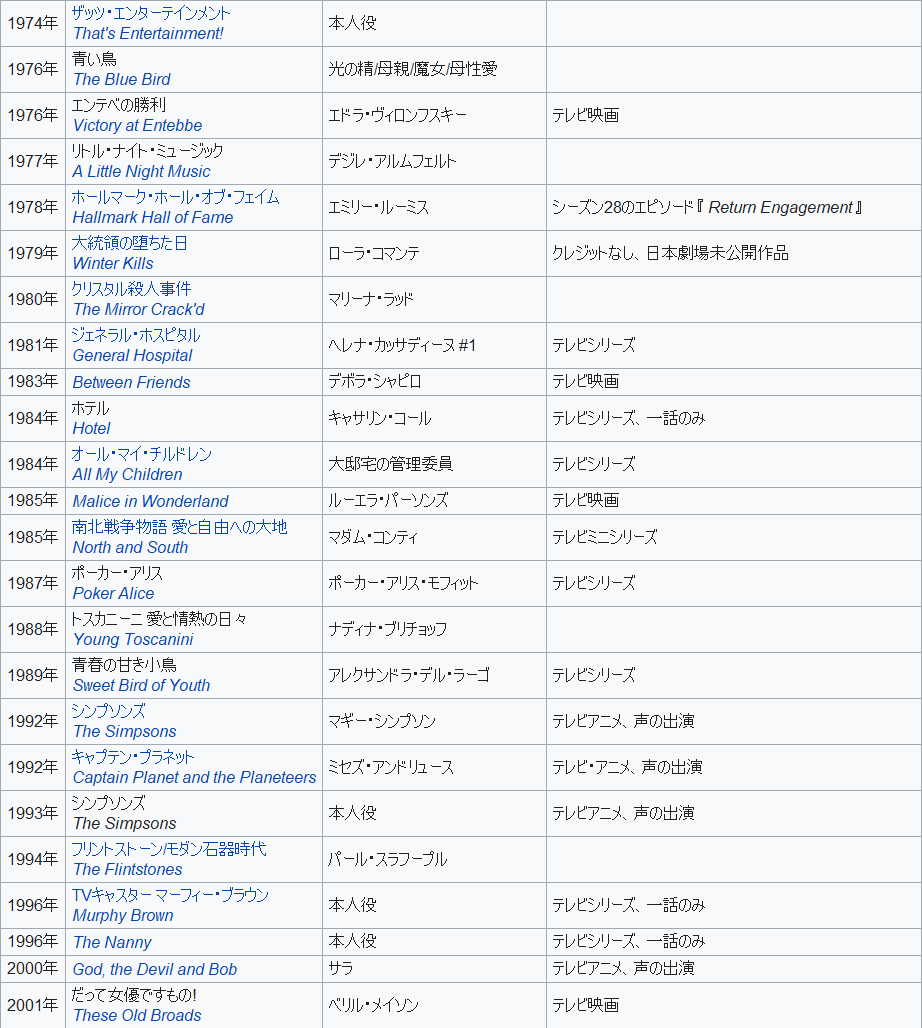 1974年
ザッツ・エンターテインメント
That's Entertainment!
本人役
1976年
青い鳥
The Blue Bird
光の精/母親/魔女/母性愛
1976年
エンテベの勝利
Victory at Entebbe
エドラ・ヴィロンフスキー
テレビ映画
1977年
リトル・ナイト・ミュージック
A Little Night Music
デジレ・アルムフェルト
1978年
ホールマーク・ホール・オブ・フェイム
Hallmark Hall of Fame
エミリー・ルーミス
シーズン28のエピソード『 Return Engagement 』
1979年
大統領の堕ちた日
Winter Kills
ローラ・コマンテ
クレジットなし、日本劇場未公開作品
1980年
クリスタル殺人事件
The Mirror Crack'd
マリーナ・ラッド
1981年
ジェネラル・ホスピタル
General Hospital
ヘレナ・カッサディーヌ #1
テレビシリーズ
1983年
Between Friends
デボラ・シャピロ
テレビ映画
1984年
ホテル
Hotel
キャサリン・コール
テレビシリーズ、一話のみ
1984年
オール・マイ・チルドレン
All My Children
大邸宅の管理委員
テレビシリーズ
1985年
Malice in Wonderland
ルーエラ・パーソンズ
テレビ映画
1985年
南北戦争物語 愛と自由への大地
North and South
マダム・コンティ
テレビミニシリーズ
1987年
ポーカー・アリス
Poker Alice
ポーカー・アリス・モフィット
テレビシリーズ
1988年
トスカニーニ 愛と情熱の日々
Young Toscanini
ナディナ・ブリチョッフ
1989年
青春の甘き小鳥
Sweet Bird of Youth
アレクサンドラ・デル・ラーゴ
テレビシリーズ
1992年
シンプソンズ
The Simpsons
マギー・シンプソン
テレビアニメ、声の出演
1992年
キャプテン・プラネット
Captain Planet and the Planeteers
ミセズ・アンドリュース
テレビ・アニメ、声の出演
1993年
シンプソンズ
The Simpsons
本人役
テレビアニメ、声の出演
1994年
フリントストーン/モダン石器時代
The Flintstones
パール・スラフープル
1996年
TVキャスター マーフィー・ブラウン
Murphy Brown
本人役
テレビシリーズ、一話のみ
1996年
The Nanny
本人役
テレビシリーズ、一話のみ
2000年
God, the Devil and Bob
サラ
テレビアニメ、声の出演
2001年
だって女優ですもの!
These Old Broads
ベリル・メイソン
テレビ映画